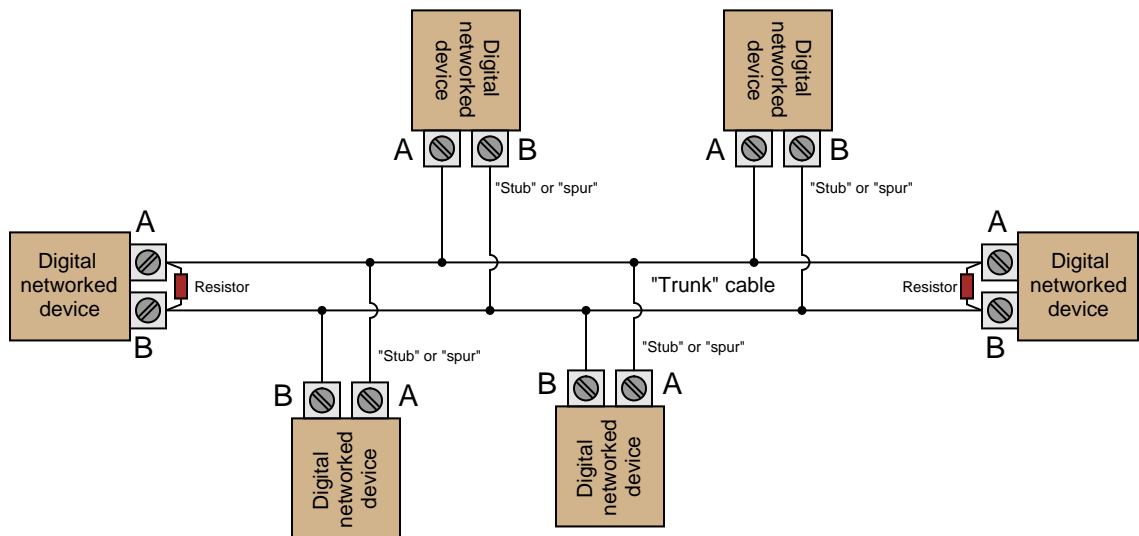 Digital
networked
device
A
B
"Stub" or "spur"
Digital
networked
device
A
B
"Stub" or "spur"
Digital
networked
device
A
B
Resistor
"Trunk" cable
Resistor
A
B
Digital
networked
device
"Stub" or "spur"
B
A
Digital
networked
device
"Stub" or "spur"
B
A
Digital
networked
device